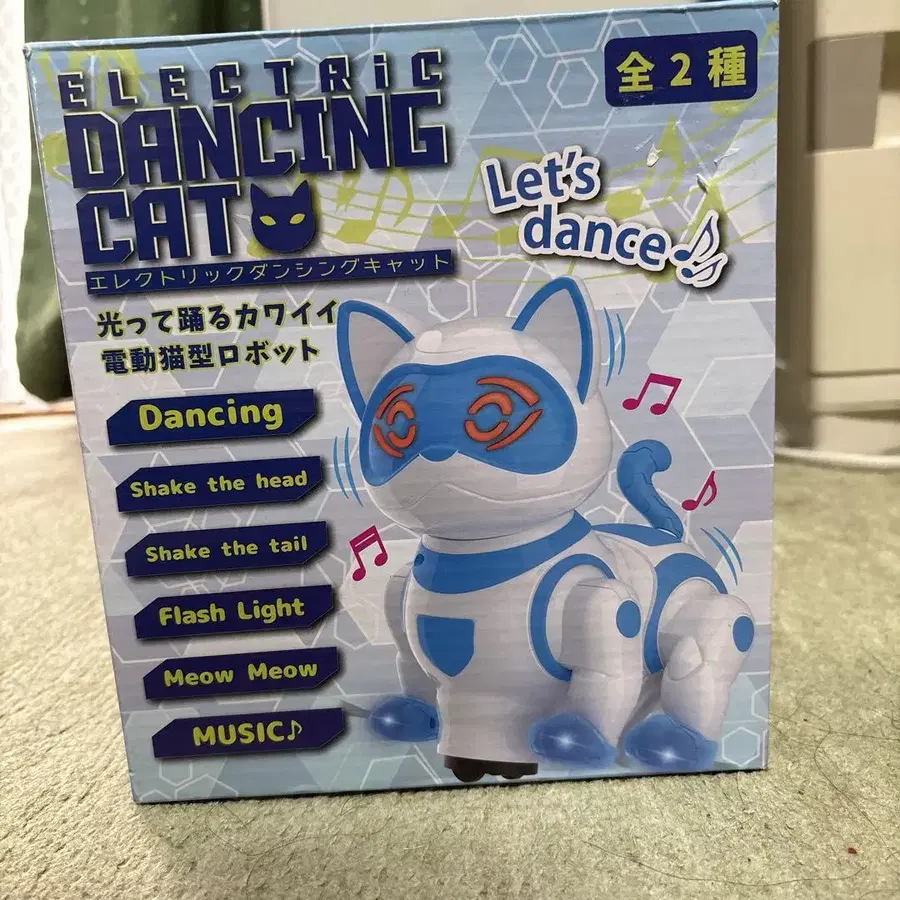 ELECTRiC
DANCING
CAT
エレクトリックダンシングキャット
全2種
Let's
dance♪
光って踊るカワイイ
電動猫型ロボット
Dancing
Shake the head
Shake the tail
Flash Light
Meow Meow
MUSIC♪